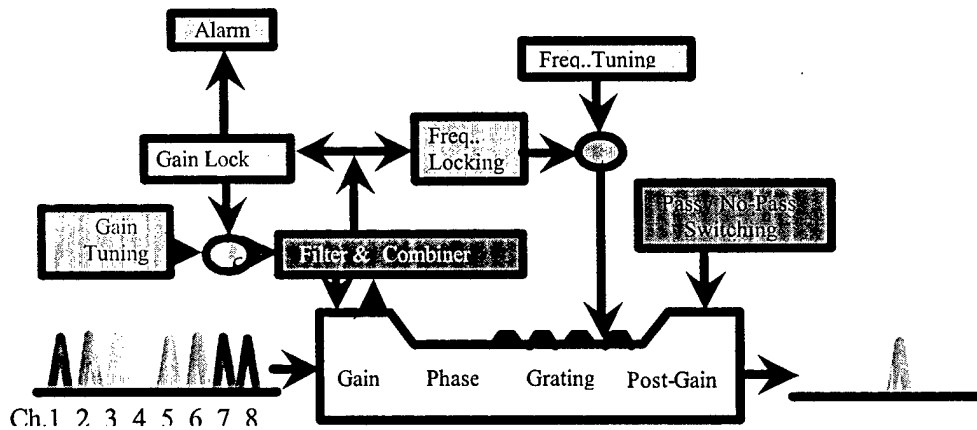 Alarm
Freq..Tuning
Gain Lock
Freq..
Locking
Gain
Tuning
Pass/ No-Pass
Switching
Filter & Combiner
Gain Phase Grating Post-Gain
Ch.1 2 3 4 5 6 7 8